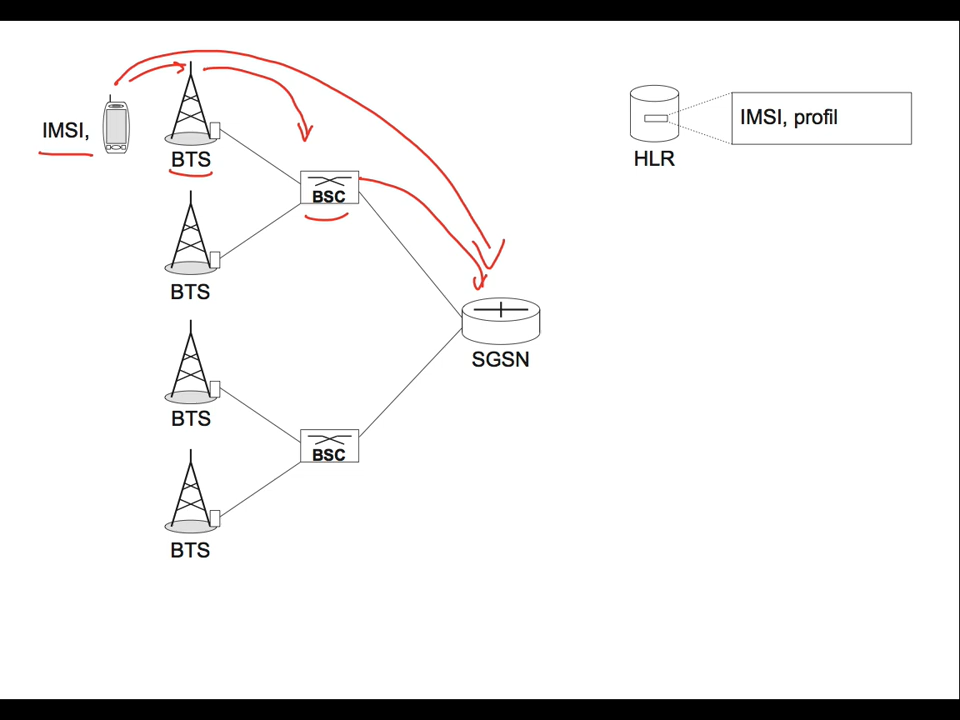 IMSI,
BTS
BSC
BTS
SGSN
BTS
BSC
BTS
HLR
IMSI, profil